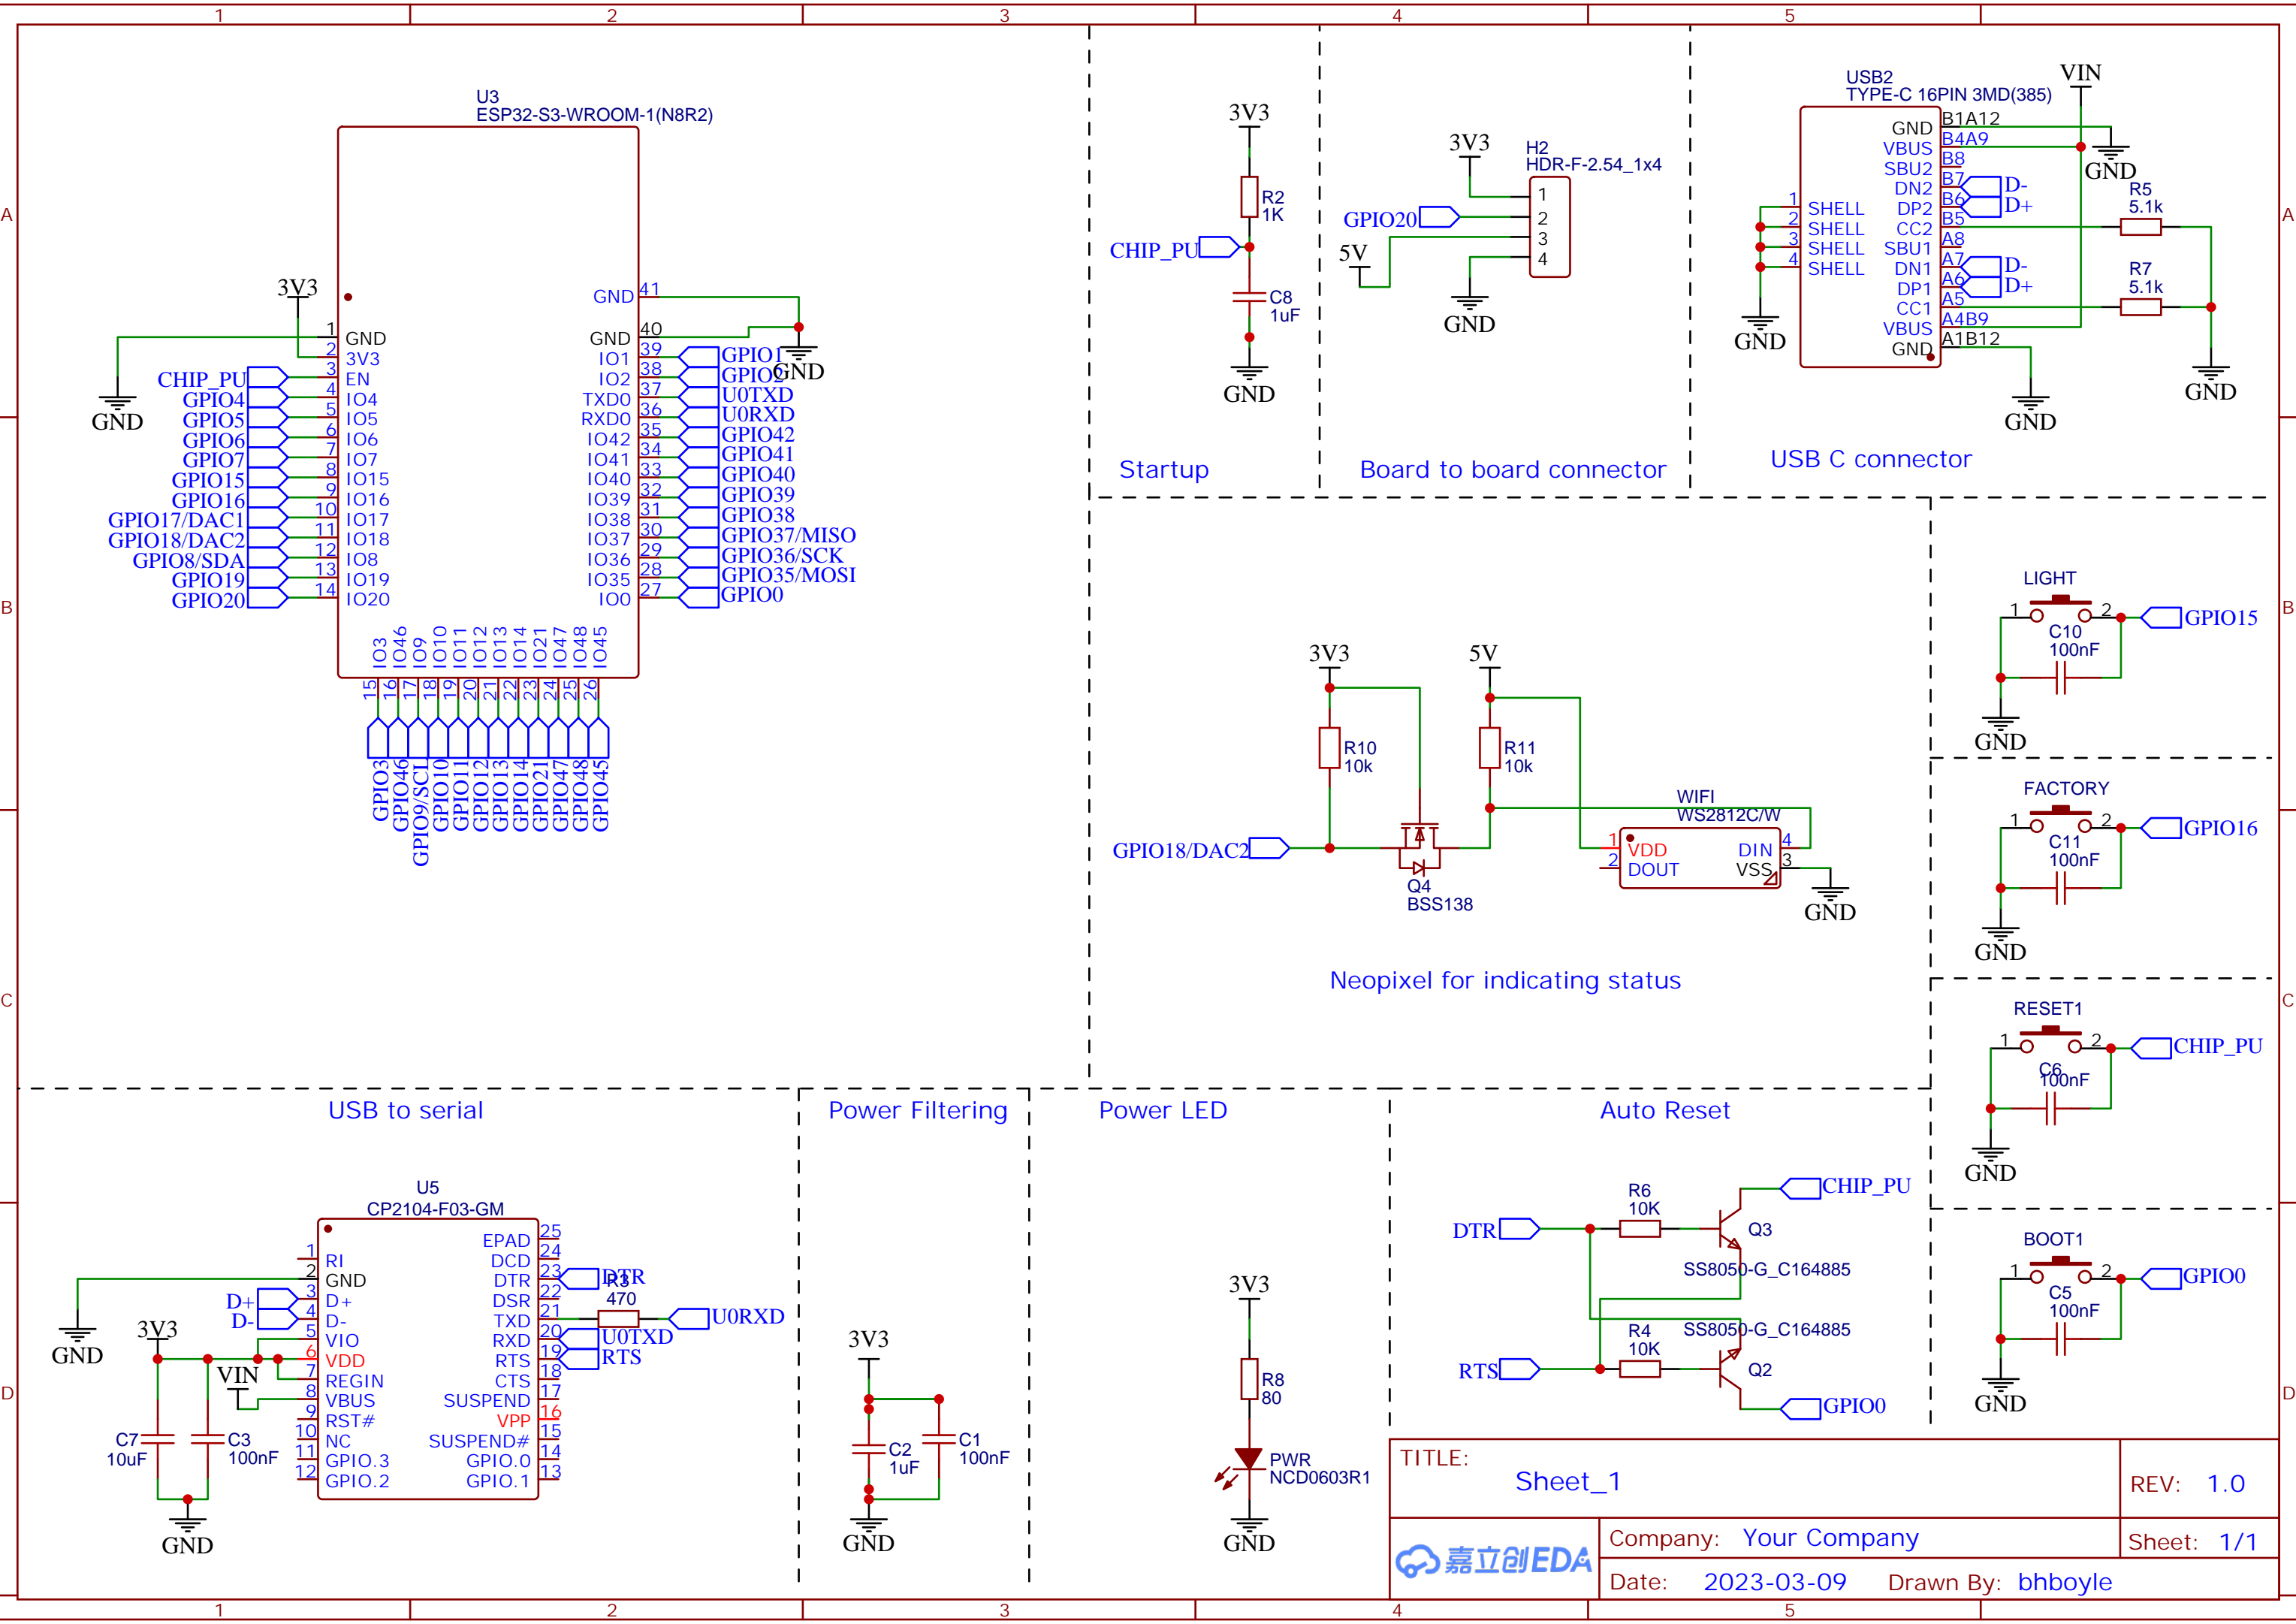 1 2 3 4 5
A
B
C
D
A
B
C
D
1 2 3 4 5
U3
ESP32-S3-WROOM-1(N8R2)
3V3
GND
CHIP_PU
GPIO4
GPIO5
GPIO6
GPIO7
GPIO15
GPIO16
GPIO17/DAC1
GPIO18/DAC2
GPIO8/SDA
GPIO19
GPIO20
1 GND
2 3V3
3 EN
4 IO4
5 IO5
6 IO6
7 IO7
8 IO15
9 IO16
10 IO17
11 IO18
12 IO8
13 IO19
14 IO20
GND 41
GND 40
IO1 39 GPIO1
IO2 38 GPIO2
TXD0 37 U0TXD
RXD0 36 U0RXD
IO42 35 GPIO42
IO41 34 GPIO41
IO40 33 GPIO40
IO39 32 GPIO39
IO38 31 GPIO38
IO37 30 GPIO37/MISO
IO36 29 GPIO36/SCK
IO35 28 GPIO35/MOSI
IO0 27 GPIO0
GND
IO3 15 GPIO3
IO46 16 GPIO46
IO9 17 GPIO9/SCL
IO10 18 GPIO10
IO11 19 GPIO11
IO12 20 GPIO12
IO13 21 GPIO13
IO14 22 GPIO14
IO21 23 GPIO21
IO47 24 GPIO47
IO48 25 GPIO48
IO45 26 GPIO45
3V3
R2
1K
CHIP_PU
C8
1uF
GND
Startup
3V3
H2
HDR-F-2.54_1x4
GPIO20
5V
1
2
3
4
GND
Board to board connector
USB2
TYPE-C 16PIN 3MD(385)
VIN
GND B1A12
VBUS B4A9
SBU2 B8
DN2 B7 D-
DP2 B6 D+
CC2 B5
SBU1 A8
DN1 A7 D-
DP1 A6 D+
CC1 A5
VBUS A4B9
GND A1B12
1 SHELL
2 SHELL
3 SHELL
4 SHELL
GND
GND
R5
5.1k
R7
5.1k
GND
GND
USB C connector
3V3
5V
R10
10k
R11
10k
GPIO18/DAC2
Q4
BSS138
WIFI
WS2812C/W
1 VDD
2 DOUT
DIN 4
VSS 3
GND
Neopixel for indicating status
LIGHT
1 2
GPIO15
C10
100nF
GND
FACTORY
1 2
GPIO16
C11
100nF
GND
RESET1
1 2
CHIP_PU
C6
100nF
GND
BOOT1
1 2
GPIO0
C5
100nF
GND
USB to serial
U5
CP2104-F03-GM
GND
D+
D-
3V3
VIN
1 RI
2 GND
3 D+
4 D-
5 VIO
6 VDD
7 REGIN
8 VBUS
9 RST#
10 NC
11 GPIO.3
12 GPIO.2
EPAD 25
DCD 24
DTR 23 DTR
DSR 22
TXD 21
RXD 20 U0TXD
RTS 19 RTS
CTS 18
SUSPEND 17
VPP 16
SUSPEND# 15
GPIO.0 14
GPIO.1 13
R3
470
U0RXD
C7
10uF
C3
100nF
GND
Power Filtering
3V3
C2
1uF
C1
100nF
GND
Power LED
3V3
R8
80
PWR
NCD0603R1
GND
Auto Reset
DTR
R6
10K
CHIP_PU
Q3
SS8050-G_C164885
SS8050-G_C164885
RTS
R4
10K
Q2
GPIO0
TITLE:
Sheet_1
REV: 1.0
嘉立创EDA
Company: Your Company
Sheet: 1/1
Date: 2023-03-09
Drawn By: bhboyle